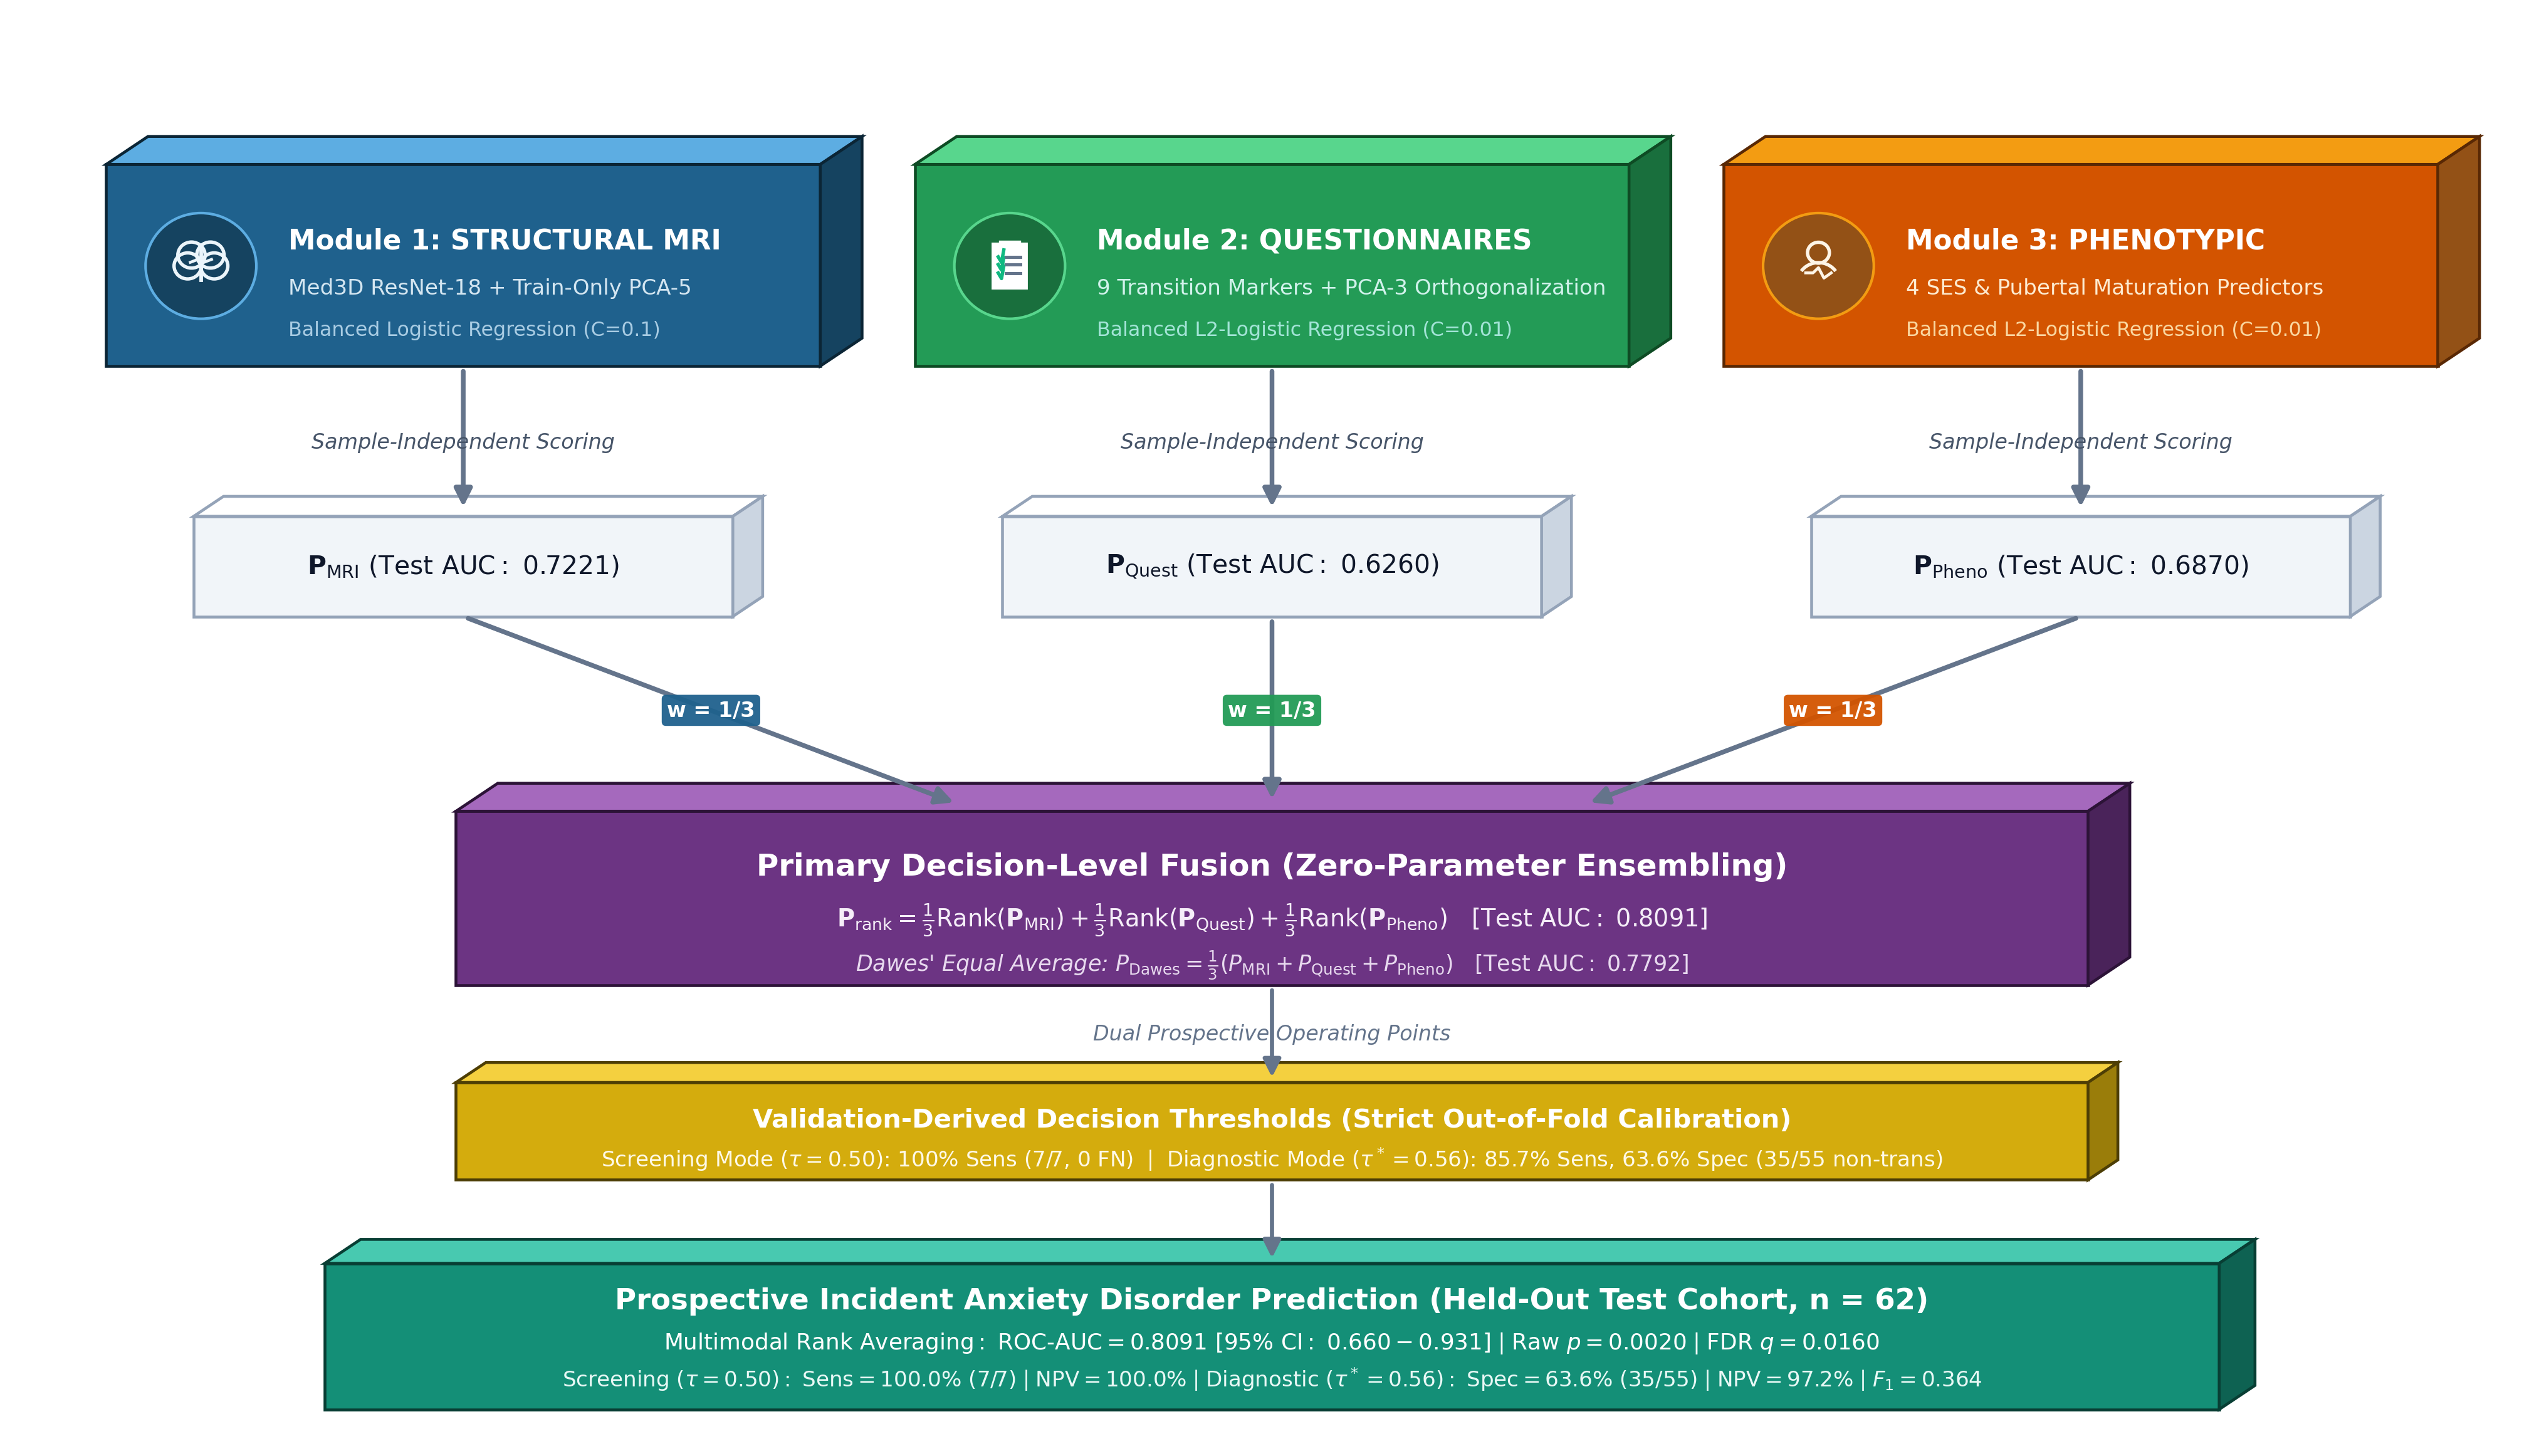 Module 1: STRUCTURAL MRI
Med3D ResNet-18 + Train-Only PCA-5
Balanced Logistic Regression (C=0.1)
Module 2: QUESTIONNAIRES
9 Transition Markers + PCA-3 Orthogonalization
Balanced L2-Logistic Regression (C=0.01)
Module 3: PHENOTYPIC
4 SES & Pubertal Maturation Predictors
Balanced L2-Logistic Regression (C=0.01)
Sample-Independent Scoring
Sample-Independent Scoring
Sample-Independent Scoring
P_MRI (Test AUC: 0.7221)
P_Quest (Test AUC: 0.6260)
P_Pheno (Test AUC: 0.6870)
w = 1/3
w = 1/3
w = 1/3
Primary Decision-Level Fusion (Zero-Parameter Ensembling)
P_rank = 1/3 Rank(P_MRI) + 1/3 Rank(P_Quest) + 1/3 Rank(P_Pheno) [Test AUC: 0.8091]
Dawes' Equal Average: P_Dawes = 1/3 (P_MRI + P_Quest + P_Pheno) [Test AUC: 0.7792]
Dual Prospective Operating Points
Validation-Derived Decision Thresholds (Strict Out-of-Fold Calibration)
Screening Mode (τ = 0.50): 100% Sens (7/7, 0 FN) | Diagnostic Mode (τ* = 0.56): 85.7% Sens, 63.6% Spec (35/55 non-trans)
Prospective Incident Anxiety Disorder Prediction (Held-Out Test Cohort, n = 62)
Multimodal Rank Averaging: ROC-AUC = 0.8091 [95% CI: 0.660 − 0.931] | Raw p = 0.0020 | FDR q = 0.0160
Screening (τ = 0.50): Sens = 100.0% (7/7) | NPV = 100.0% | Diagnostic (τ* = 0.56): Spec = 63.6% (35/55) | NPV = 97.2% | F₁ = 0.364